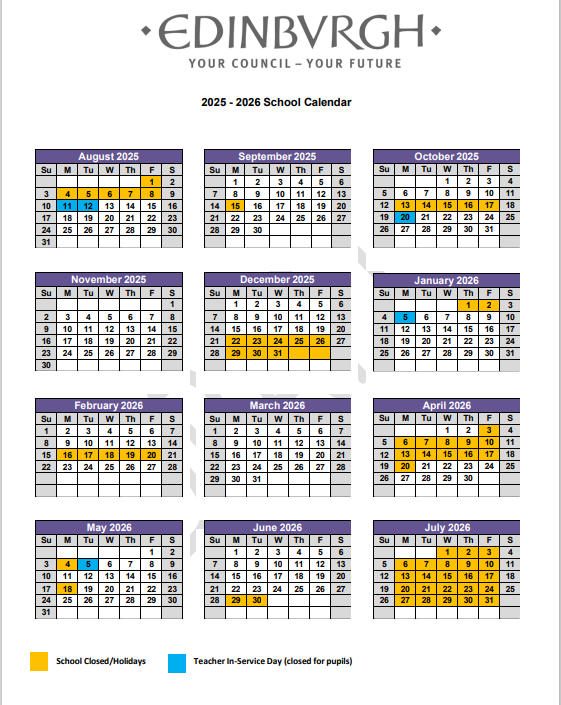 EDINBVRGH
YOUR COUNCIL – YOUR FUTURE
2025 - 2026 School Calendar
August 2025
Su M Tu W Th F S
1 2
3 4 5 6 7 8 9
10 11 12 13 14 15 16
17 18 19 20 21 22 23
24 25 26 27 28 29 30
31
September 2025
Su M Tu W Th F S
1 2 3 4 5 6
7 8 9 10 11 12 13
14 15 16 17 18 19 20
21 22 23 24 25 26 27
28 29 30
October 2025
Su M Tu W Th F S
1 2 3 4
5 6 7 8 9 10 11
12 13 14 15 16 17 18
19 20 21 22 23 24 25
26 27 28 29 30 31
November 2025
Su M Tu W Th F S
1
2 3 4 5 6 7 8
9 10 11 12 13 14 15
16 17 18 19 20 21 22
23 24 25 26 27 28 29
30
December 2025
Su M Tu W Th F S
1 2 3 4 5 6
7 8 9 10 11 12 13
14 15 16 17 18 19 20
21 22 23 24 25 26 27
28 29 30 31
January 2026
Su M Tu W Th F S
1 2 3
4 5 6 7 8 9 10
11 12 13 14 15 16 17
18 19 20 21 22 23 24
25 26 27 28 29 30 31
February 2026
Su M Tu W Th F S
1 2 3 4 5 6 7
8 9 10 11 12 13 14
15 16 17 18 19 20 21
22 23 24 25 26 27 28
March 2026
Su M Tu W Th F S
1 2 3 4 5 6 7
8 9 10 11 12 13 14
15 16 17 18 19 20 21
22 23 24 25 26 27 28
29 30 31
April 2026
Su M Tu W Th F S
1 2 3 4
5 6 7 8 9 10 11
12 13 14 15 16 17 18
19 20 21 22 23 24 25
26 27 28 29 30
May 2026
Su M Tu W Th F S
1 2
3 4 5 6 7 8 9
10 11 12 13 14 15 16
17 18 19 20 21 22 23
24 25 26 27 28 29 30
31
June 2026
Su M Tu W Th F S
1 2 3 4 5 6
7 8 9 10 11 12 13
14 15 16 17 18 19 20
21 22 23 24 25 26 27
28 29 30
July 2026
Su M Tu W Th F S
1 2 3 4
5 6 7 8 9 10 11
12 13 14 15 16 17 18
19 20 21 22 23 24 25
26 27 28 29 30 31
School Closed/Holidays
Teacher In-Service Day (closed for pupils)